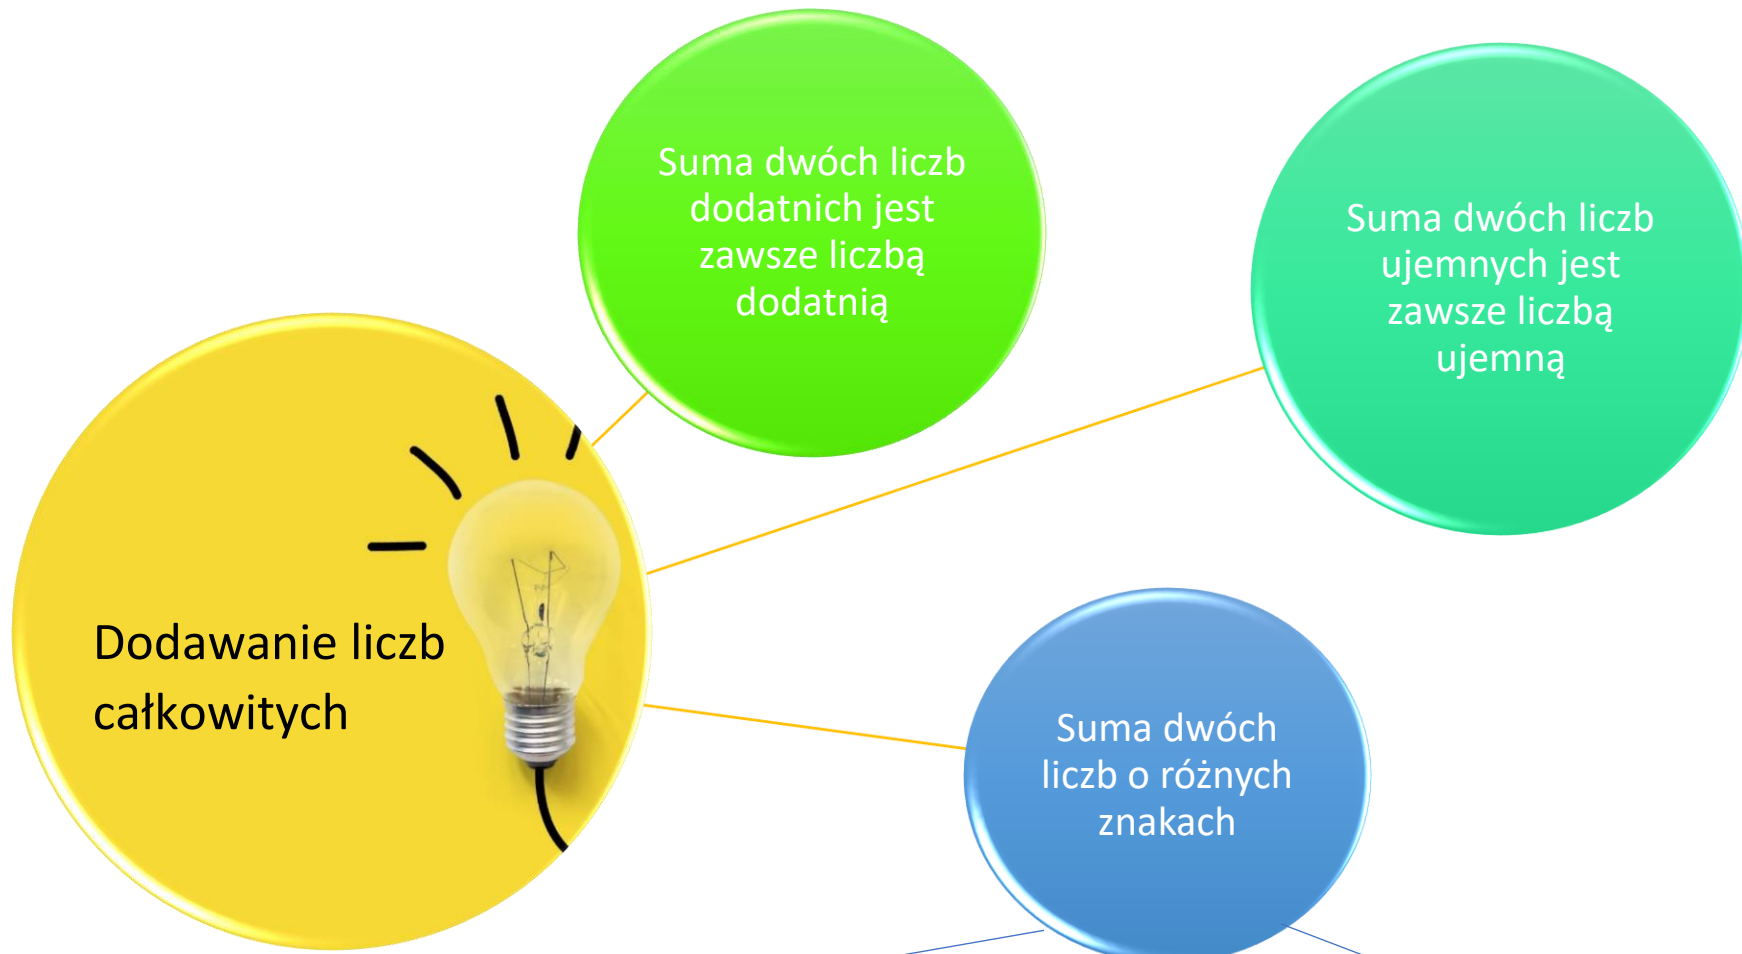 Suma dwóch liczb
dodatnich jest
zawsze liczbą
dodatnią
Suma dwóch liczb
ujemnych jest
zawsze liczbą
ujemną
Dodawanie liczb
całkowitych
Suma dwóch
liczb o różnych
znakach